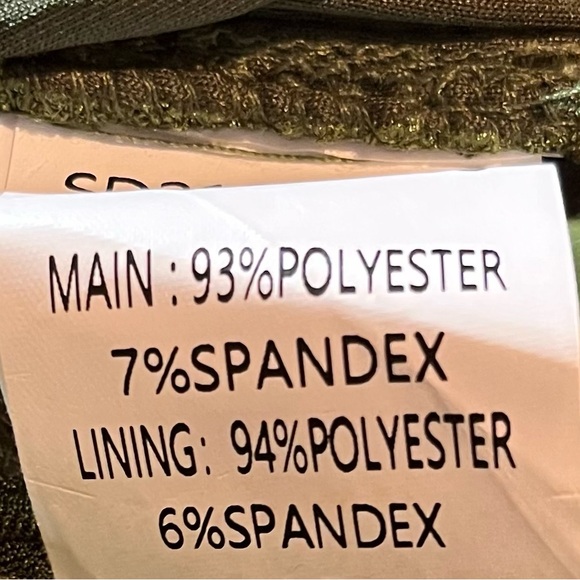 MAIN : 93%POLYESTER
7%SPANDEX
LINING: 94%POLYESTER
6%SPANDEX